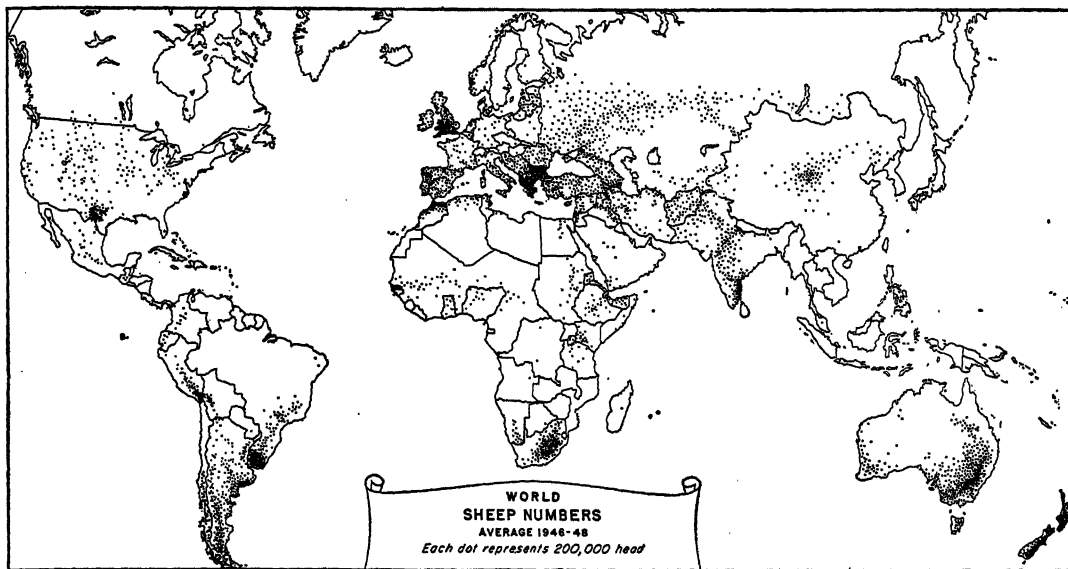 WORLD
SHEEP NUMBERS
AVERAGE 1946-48
Each dot represents 200,000 head